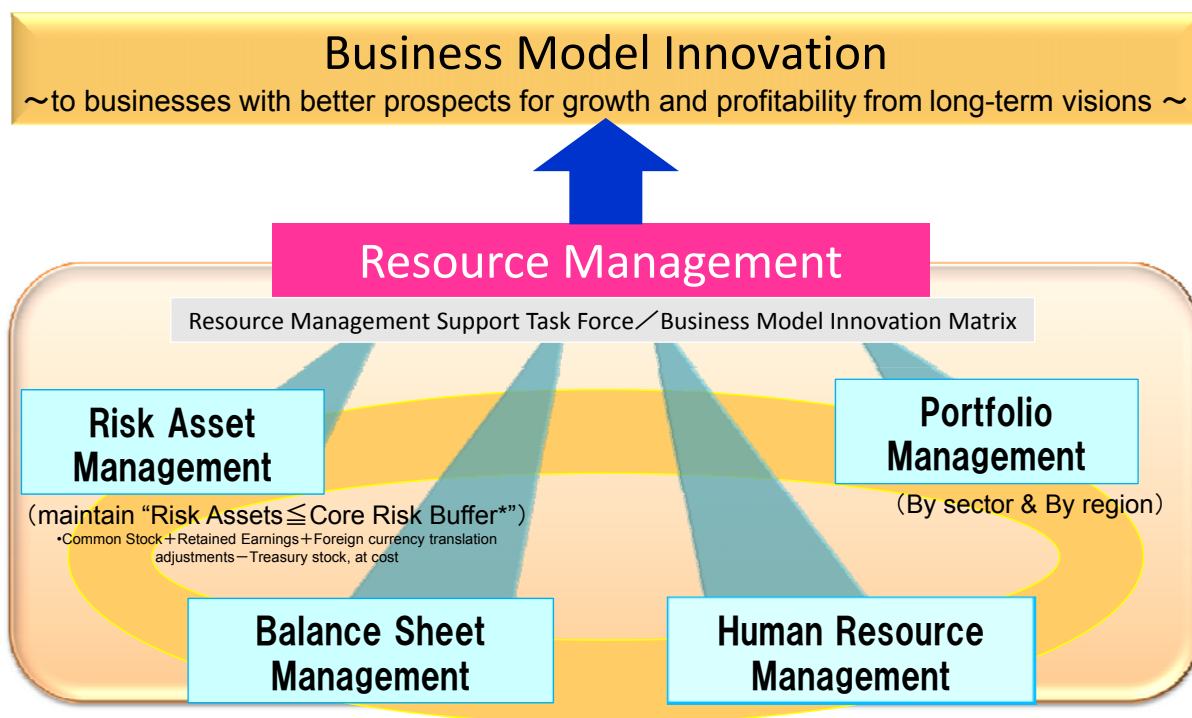 Business Model Innovation
~to businesses with better prospects for growth and profitability from long-term visions ~
Resource Management
Resource Management Support Task Force／Business Model Innovation Matrix
Risk Asset
Management
（maintain “Risk Assets≦Core Risk Buffer*”）
•Common Stock＋Retained Earnings＋Foreign currency translation
adjustments－Treasury stock, at cost
Portfolio
Management
（By sector & By region）
Balance Sheet
Management
Human Resource
Management